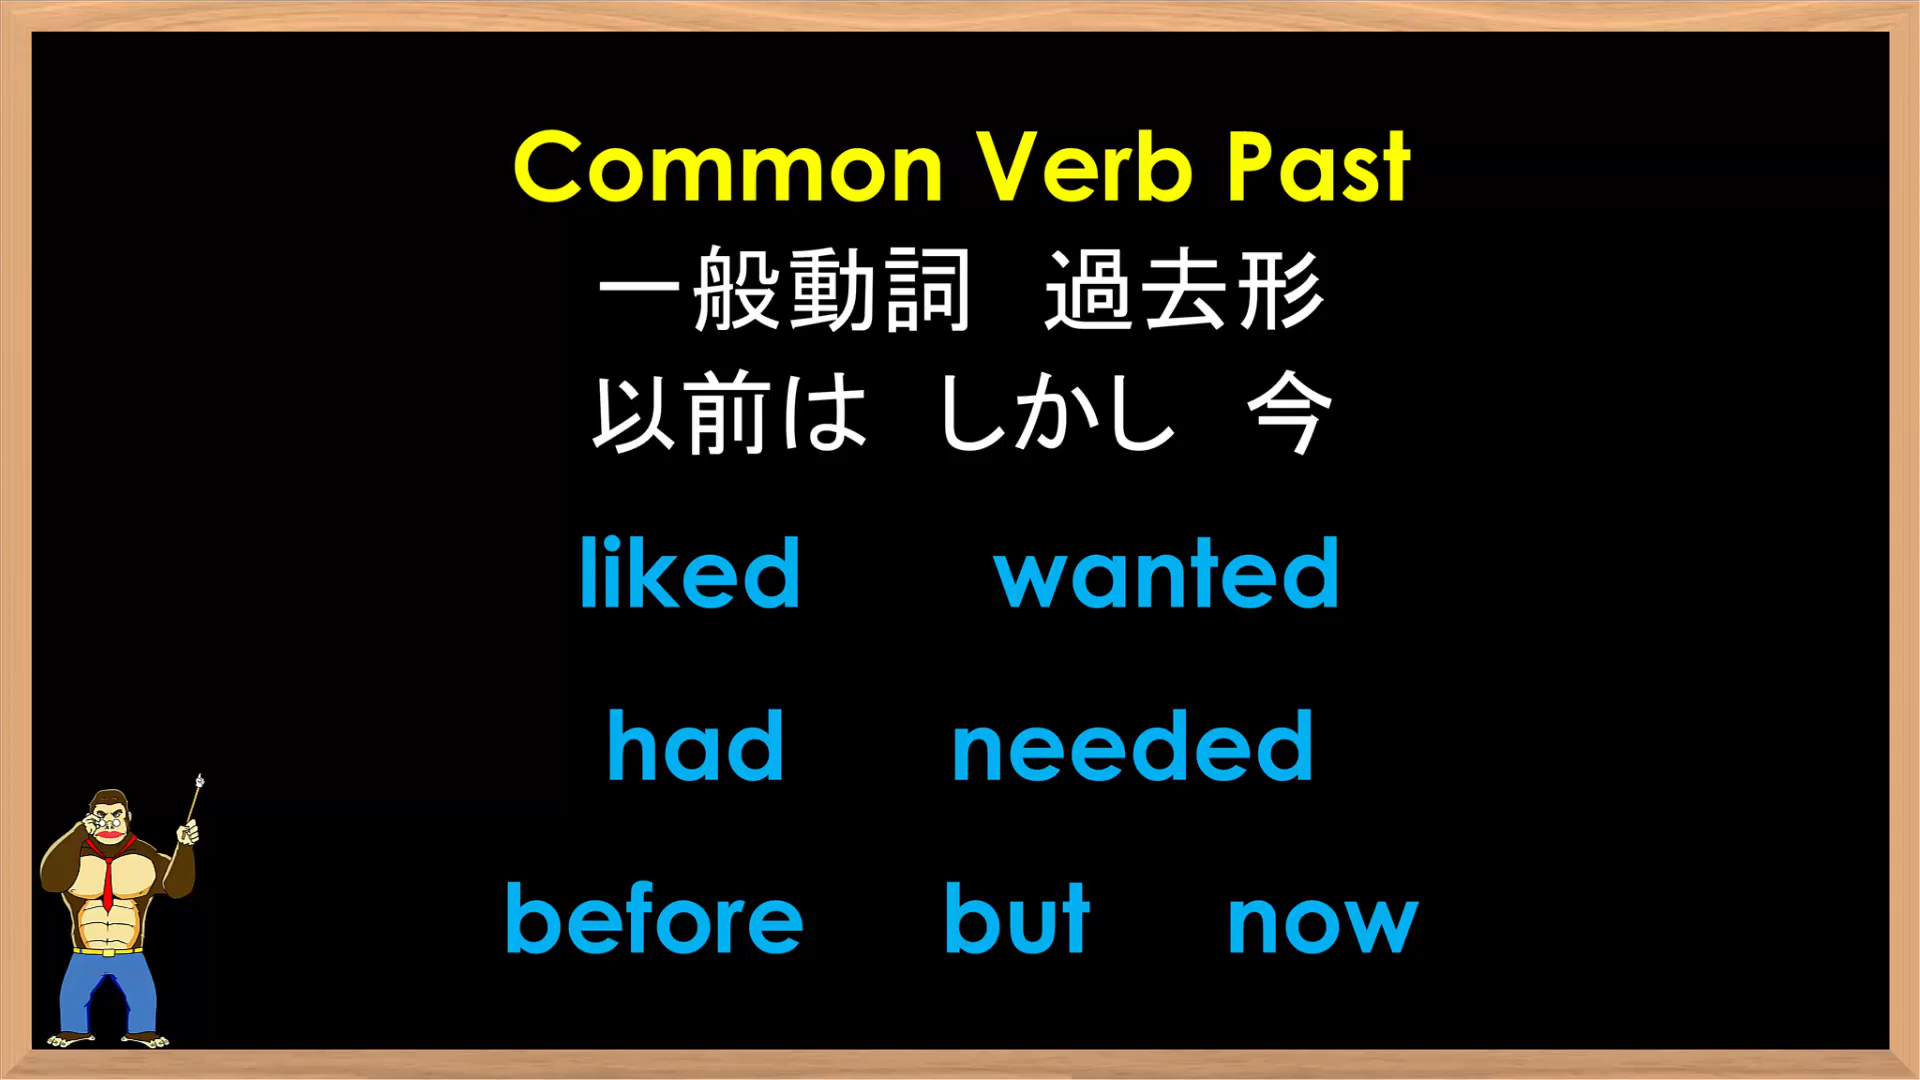 Common Verb Past
一般動詞　過去形
以前は　しかし　今
liked wanted
had needed
before but now